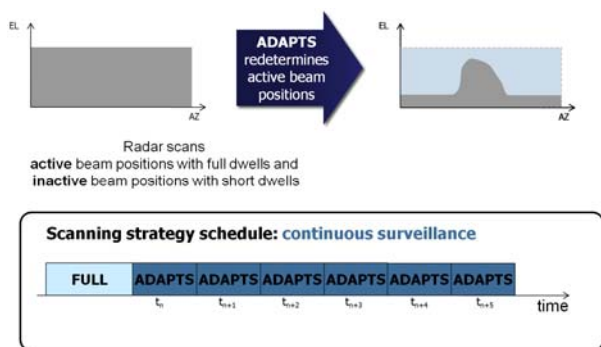 EL
AZ
ADAPTS
redetermines
active beam
positions
EL
AZ
Radar scans
active beam positions with full dwells and
inactive beam positions with short dwells
Scanning strategy schedule: continuous surveillance
FULL ADAPTS ADAPTS ADAPTS ADAPTS ADAPTS ADAPTS
tn tn+1 tn+2 tn+3 tn+4 tn+5
time